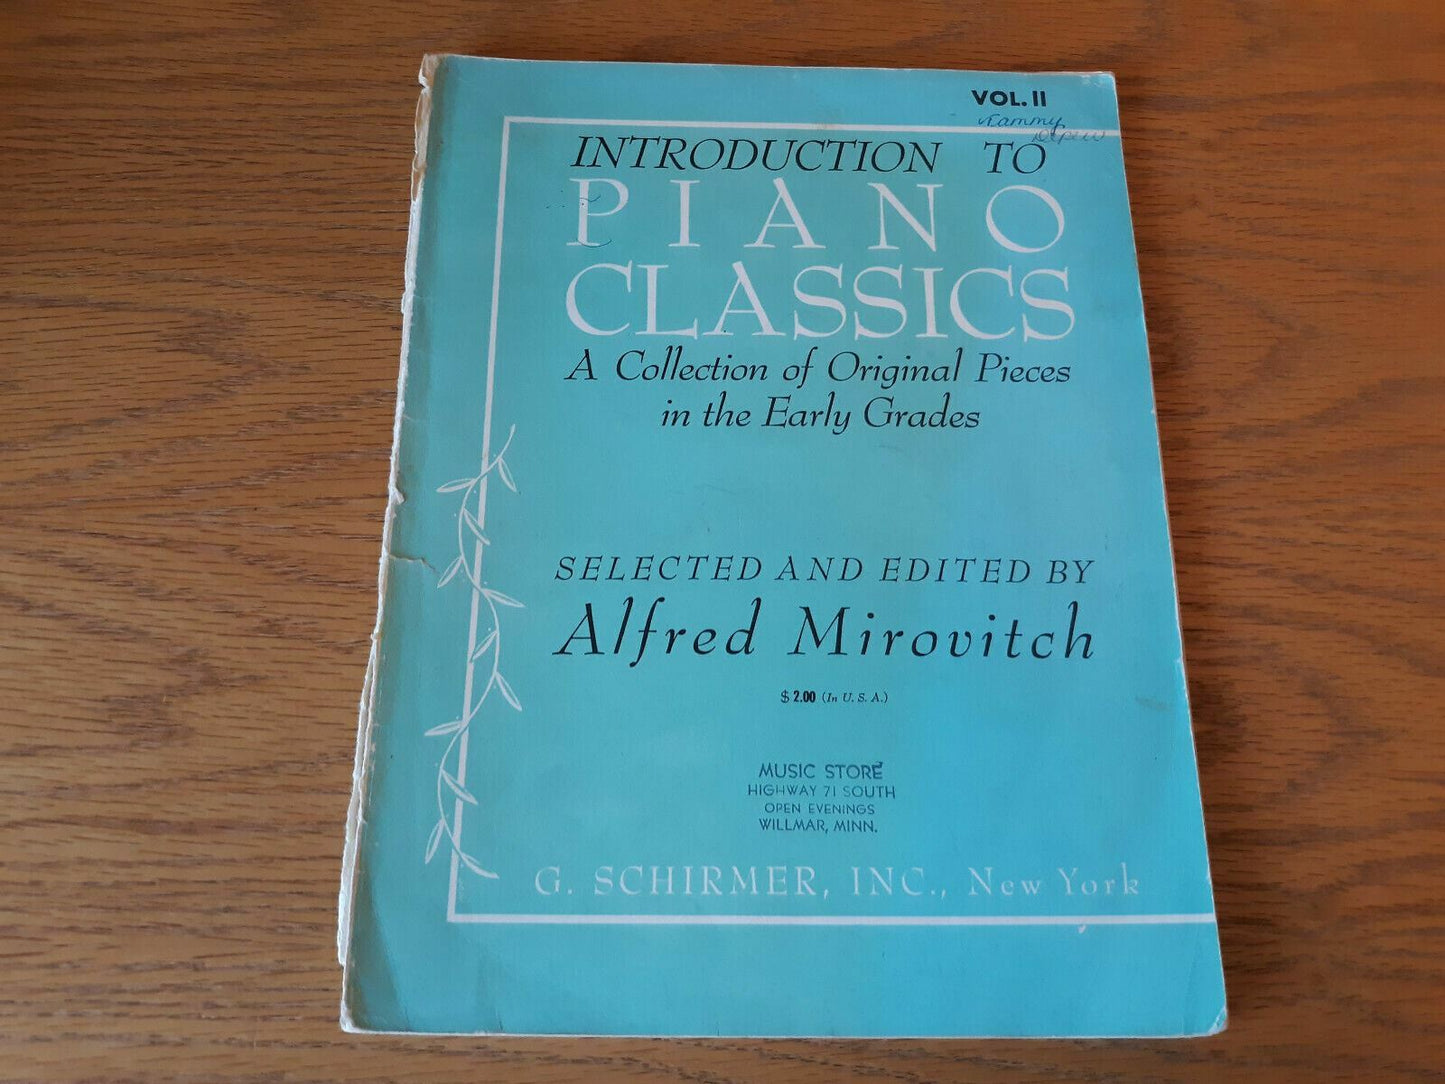 VOL. II
Tammy
Depew
INTRODUCTION TO
PIANO
CLASSICS
A Collection of Original Pieces
in the Early Grades
SELECTED AND EDITED BY
Alfred Mirovitch
$ 2.00 (In U. S. A.)
MUSIC STORE
HIGHWAY 71 SOUTH
OPEN EVENINGS
WILLMAR, MINN.
G. SCHIRMER, INC., New York